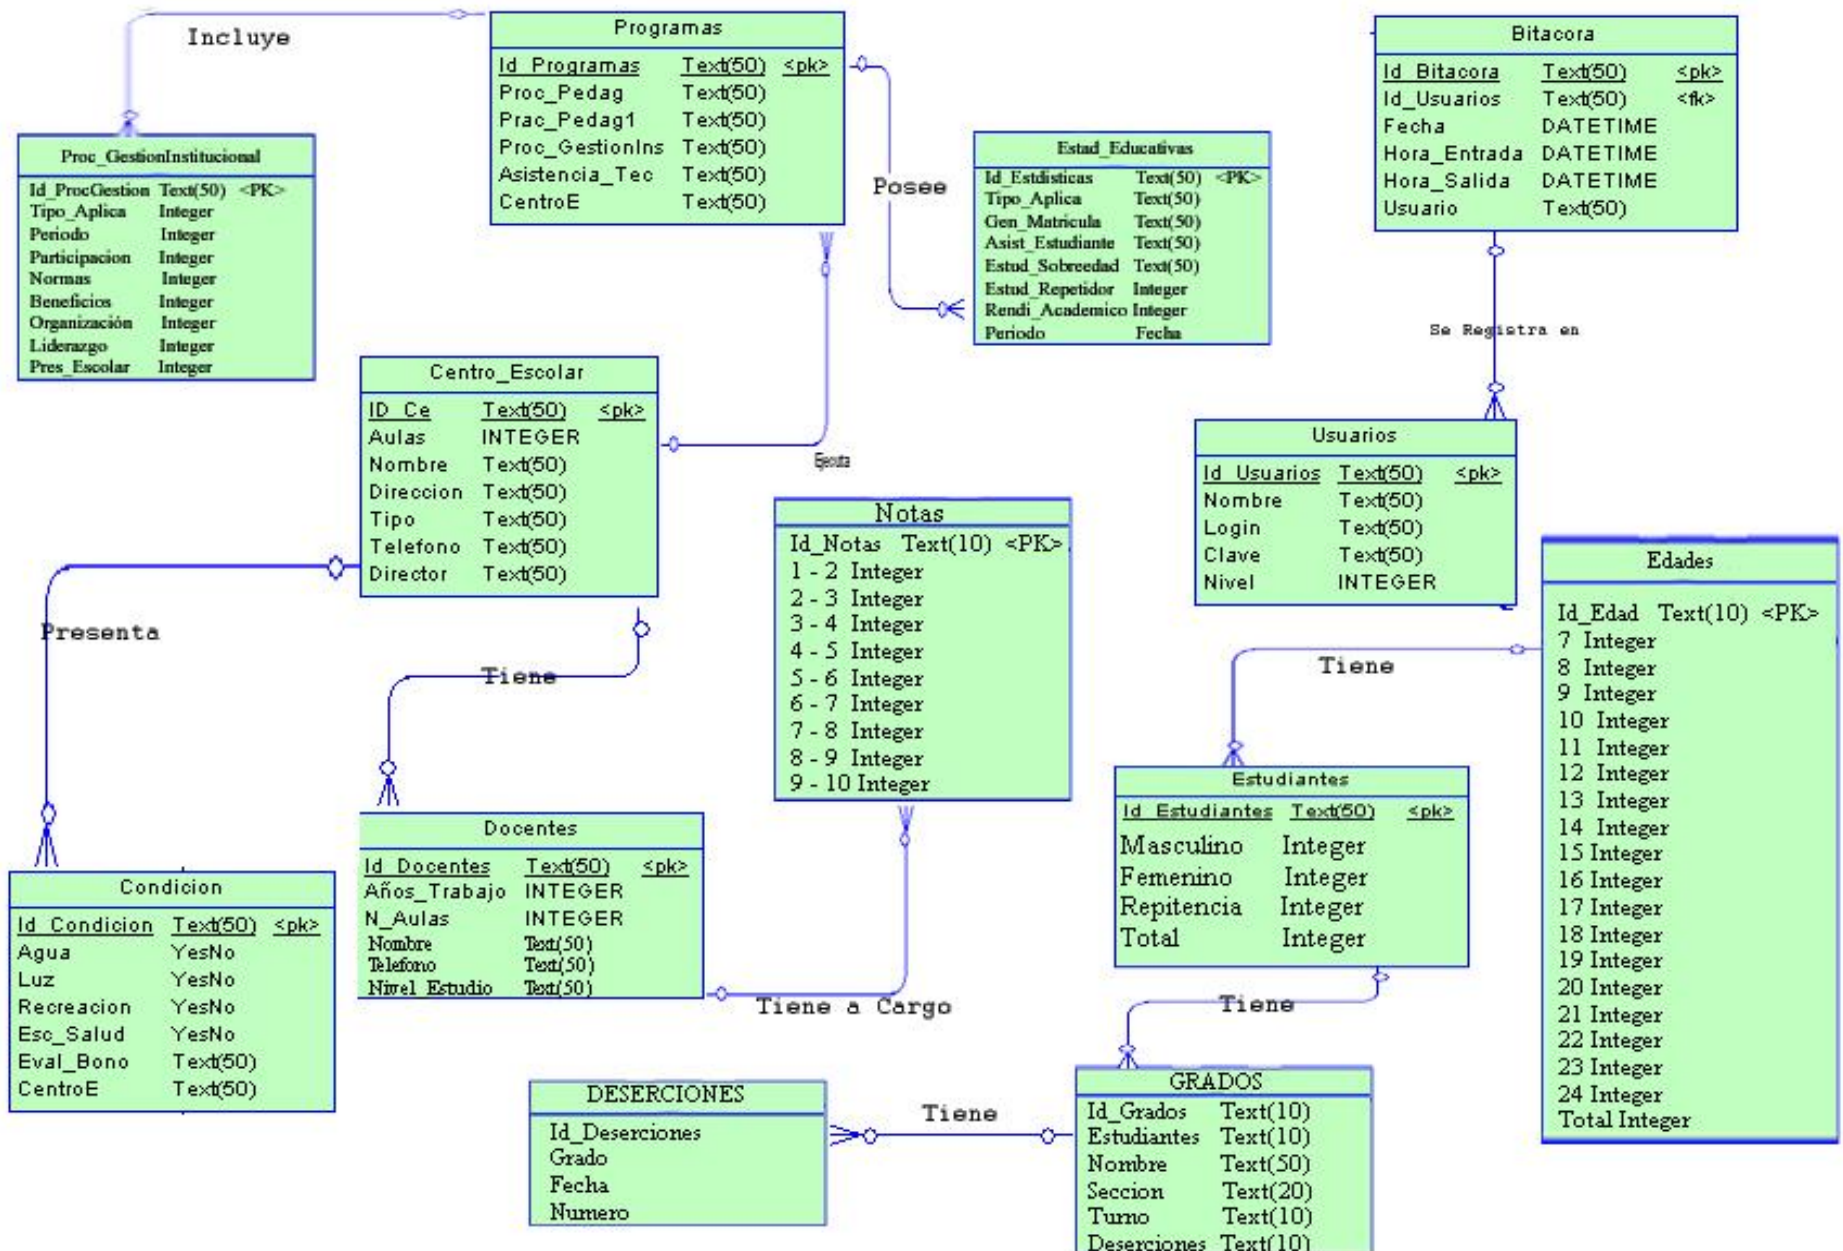 Incluye
Programas
Id_Programas Text(50) <pk>
Proc_Pedag Text(50)
Prac_Pedag1 Text(50)
Proc_GestionIns Text(50)
Asistencia_Tec Text(50)
CentroE Text(50)
Bitacora
Id_Bitacora Text(50) <pk>
Id_Usuarios Text(50) <fk>
Fecha DATETIME
Hora_Entrada DATETIME
Hora_Salida DATETIME
Usuario Text(50)
Proc_GestionInstitucional
Id_ProcGestion Text(50) <PK>
Tipo_Aplica Integer
Periodo Integer
Participacion Integer
Normas Integer
Beneficios Integer
Organización Integer
Liderazgo Integer
Pres_Escolar Integer
Posee
Estad_Educativas
Id_Estdisticas Text(50) <PK>
Tipo_Aplica Text(50)
Gen_Matricula Text(50)
Asist_Estudiante Text(50)
Estud_Sobreedad Text(50)
Estud_Repetidor Integer
Rendi_Academico Integer
Periodo Fecha
Se Registra en
Centro_Escolar
ID_Ce Text(50) <pk>
Aulas INTEGER
Nombre Text(50)
Direccion Text(50)
Tipo Text(50)
Telefono Text(50)
Director Text(50)
Ejecuta
Usuarios
Id_Usuarios Text(50) <pk>
Nombre Text(50)
Login Text(50)
Clave Text(50)
Nivel INTEGER
Notas
Id_Notas Text(10) <PK>
1 - 2 Integer
2 - 3 Integer
3 - 4 Integer
4 - 5 Integer
5 - 6 Integer
6 - 7 Integer
7 - 8 Integer
8 - 9 Integer
9 - 10 Integer
Edades
Id_Edad Text(10) <PK>
7 Integer
8 Integer
9 Integer
10 Integer
11 Integer
12 Integer
13 Integer
14 Integer
15 Integer
16 Integer
17 Integer
18 Integer
19 Integer
20 Integer
21 Integer
22 Integer
23 Integer
24 Integer
Total Integer
Presenta
Tiene
Tiene
Estudiantes
Id_Estudiantes Text(50) <pk>
Masculino Integer
Femenino Integer
Repitencia Integer
Total Integer
Docentes
Id_Docentes Text(50) <pk>
Años_Trabajo INTEGER
N_Aulas INTEGER
Nombre Text(50)
Telefono Text(50)
Nivel_Estudio Text(50)
Condicion
Id_Condicion Text(50) <pk>
Agua YesNo
Luz YesNo
Recreacion YesNo
Esc_Salud YesNo
Eval_Bono Text(50)
CentroE Text(50)
Tiene a Cargo
Tiene
DESERCIONES
Id_Deserciones
Grado
Fecha
Numero
Tiene
GRADOS
Id_Grados Text(10)
Estudiantes Text(10)
Nombre Text(50)
Seccion Text(20)
Turno Text(10)
Deserciones Text(10)